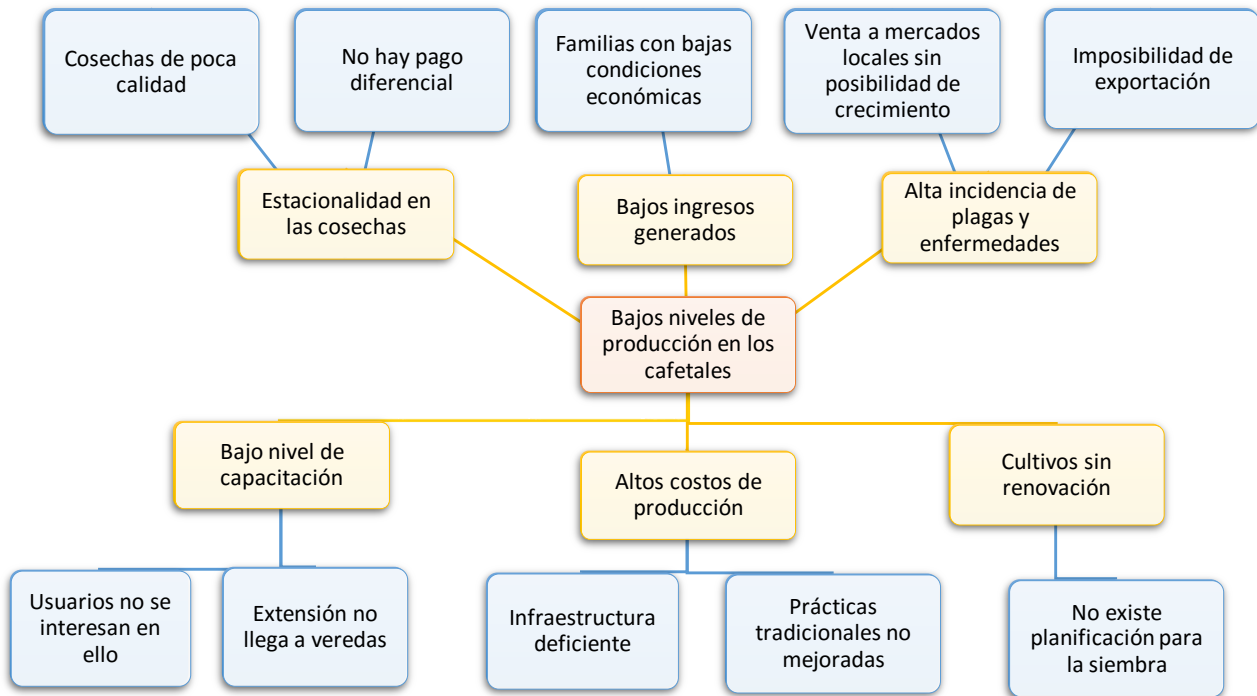 Cosechas de poca
calidad
No hay pago
diferencial
Familias con bajas
condiciones
económicas
Venta a mercados
locales sin
posibilidad de
crecimiento
Imposibilidad de
exportación
Estacionalidad en
las cosechas
Bajos ingresos
generados
Alta incidencia de
plagas y
enfermedades
Bajos niveles de
producción en los
cafetales
Bajo nivel de
capacitación
Altos costos de
producción
Cultivos sin
renovación
Usuarios no se
interesan en
ello
Extensión no
llega a veredas
Infraestructura
deficiente
Prácticas
tradicionales no
mejoradas
No existe
planificación para
la siembra